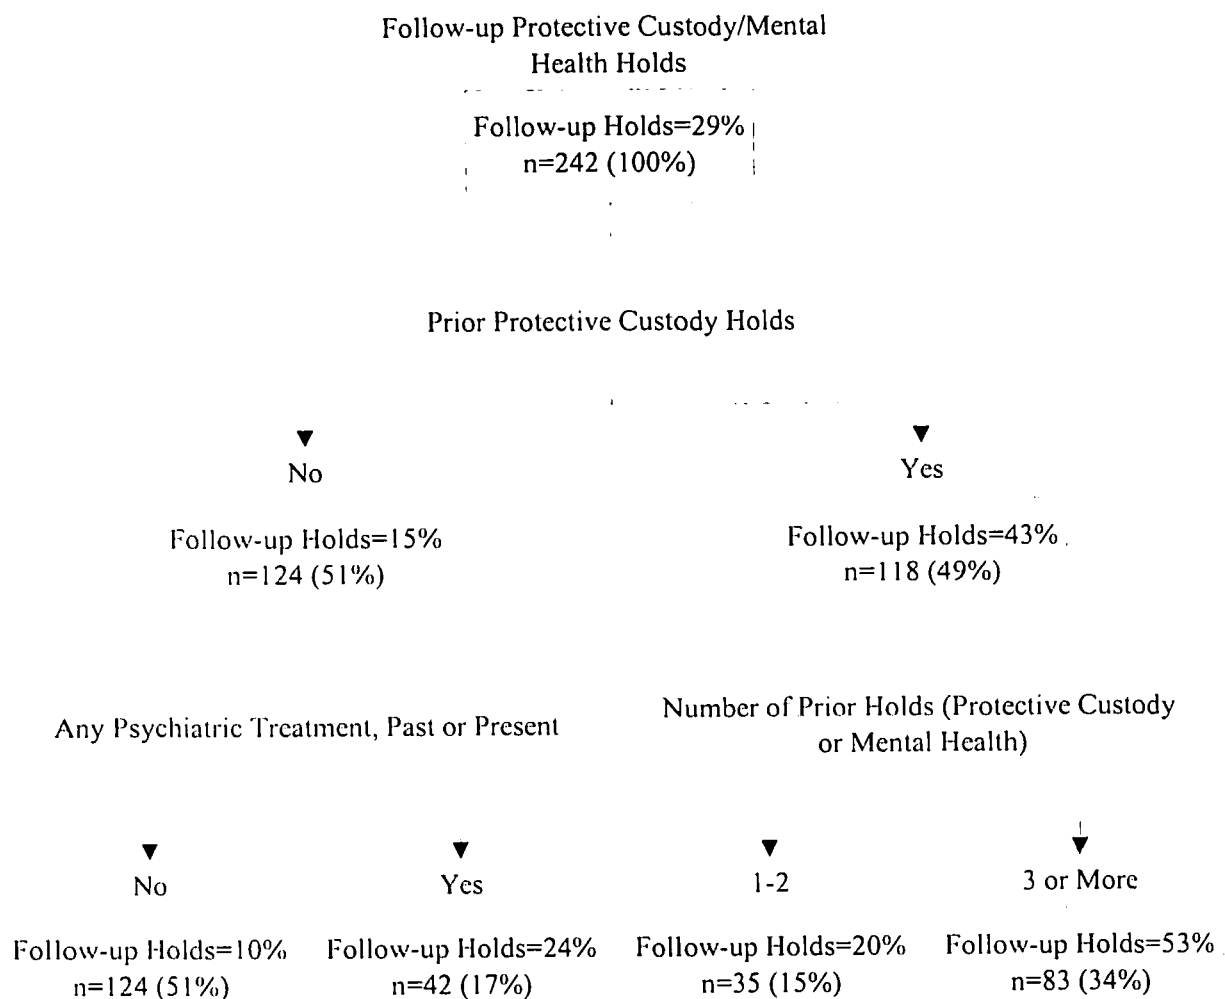 Follow-up Protective Custody/Mental
Health Holds
Follow-up Holds=29%
n=242 (100%)
Prior Protective Custody Holds
No
Yes
Follow-up Holds=15%
n=124 (51%)
Follow-up Holds=43%
n=118 (49%)
Any Psychiatric Treatment, Past or Present
Number of Prior Holds (Protective Custody
or Mental Health)
No
Yes
1-2
3 or More
Follow-up Holds=10%
n=124 (51%)
Follow-up Holds=24%
n=42 (17%)
Follow-up Holds=20%
n=35 (15%)
Follow-up Holds=53%
n=83 (34%)